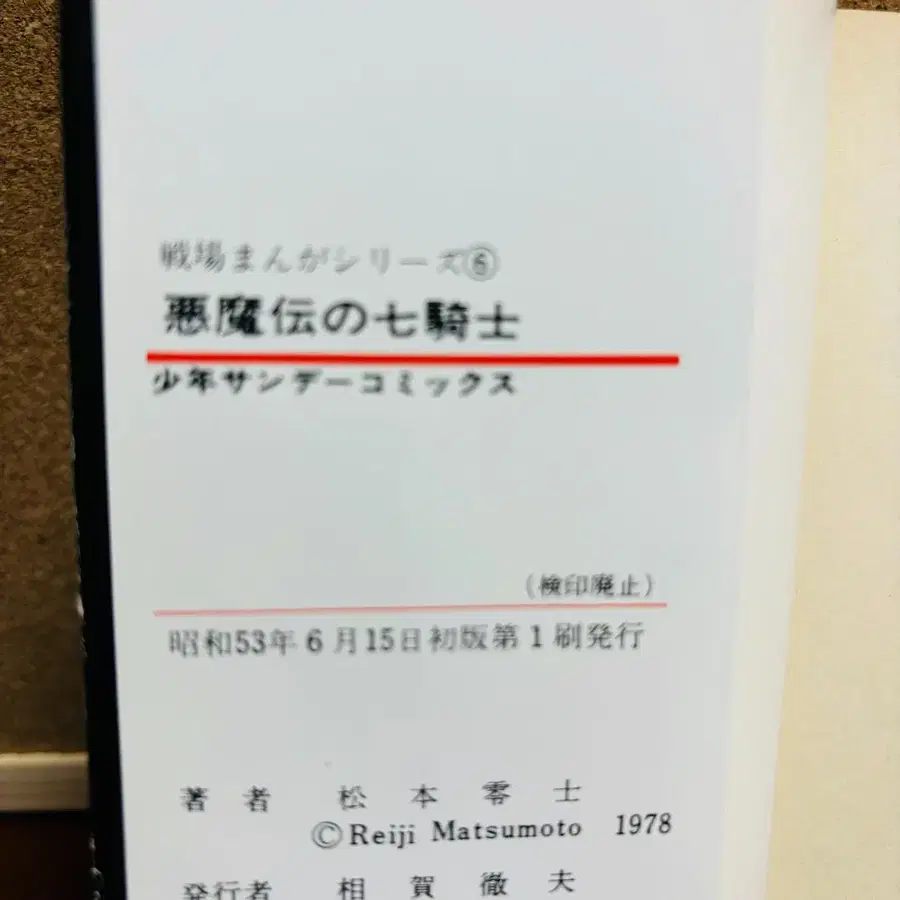 戦場まんがシリーズ⑥
悪魔伝の七騎士
少年サンデーコミックス
(検印廃止)
昭和53年6月15日初版第1刷発行
著者 松本零士
©Reiji Matsumoto 1978
発行者 相賀徹夫